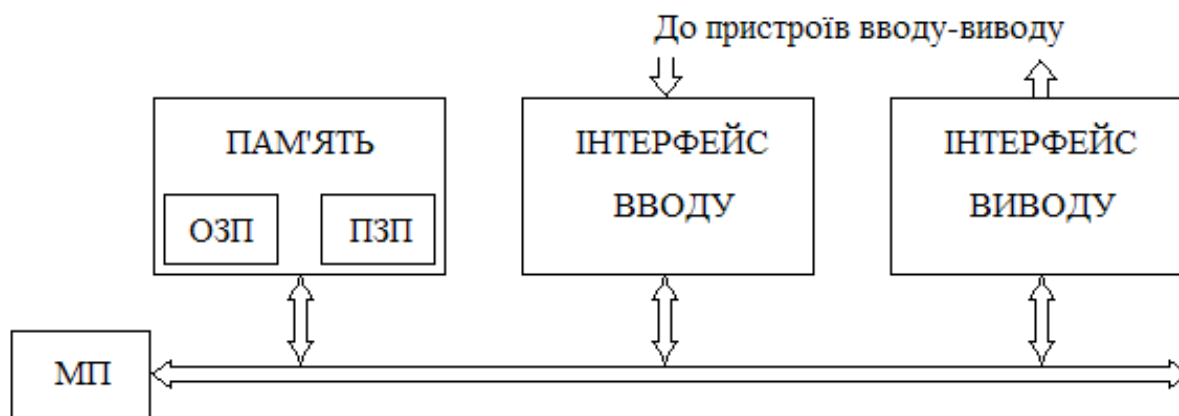 До пристроїв вводу-виводу
ПАМ'ЯТЬ
ОЗП ПЗП
ІНТЕРФЕЙС
ВВОДУ
ІНТЕРФЕЙС
ВИВОДУ
МП